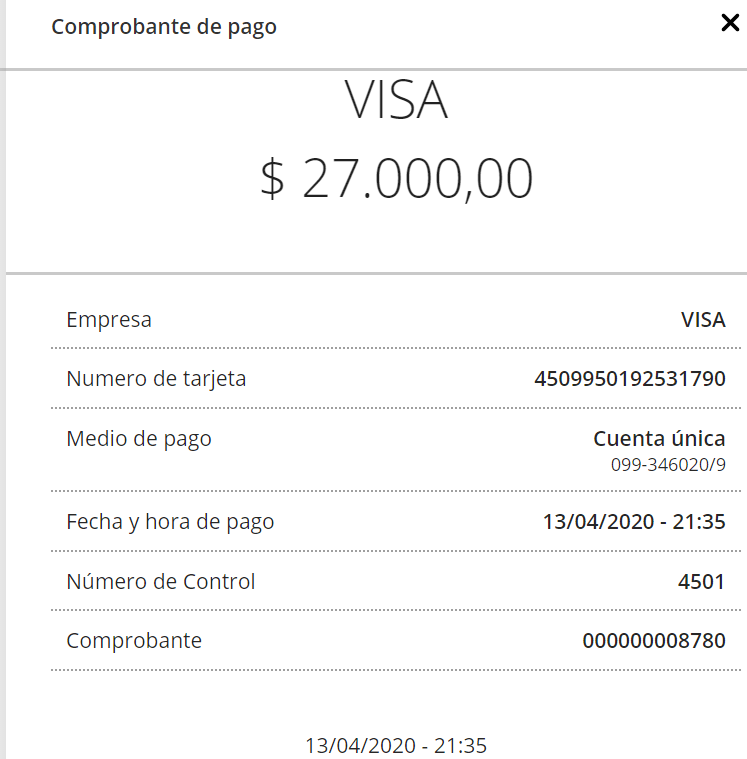 Comprobante de pago
VISA
$ 27.000,00
Empresa VISA
Numero de tarjeta 4509950192531790
Medio de pago Cuenta única
099-346020/9
Fecha y hora de pago 13/04/2020 - 21:35
Número de Control 4501
Comprobante 000000008780
13/04/2020 - 21:35